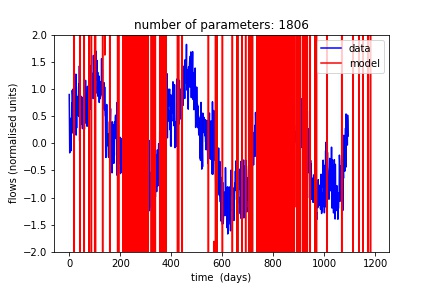 number of parameters: 1806
data
model
2.0
1.5
1.0
0.5
0.0
−0.5
−1.0
−1.5
−2.0
flows (normalised units)
0 200 400 600 800 1000 1200
time (days)